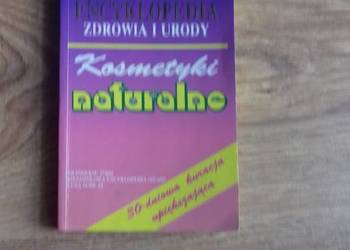 ENCYKLOPEDIA
ZDROWIA I URODY
Kosmetyki
naturalne
30-dniowa kuracja
upiększająca